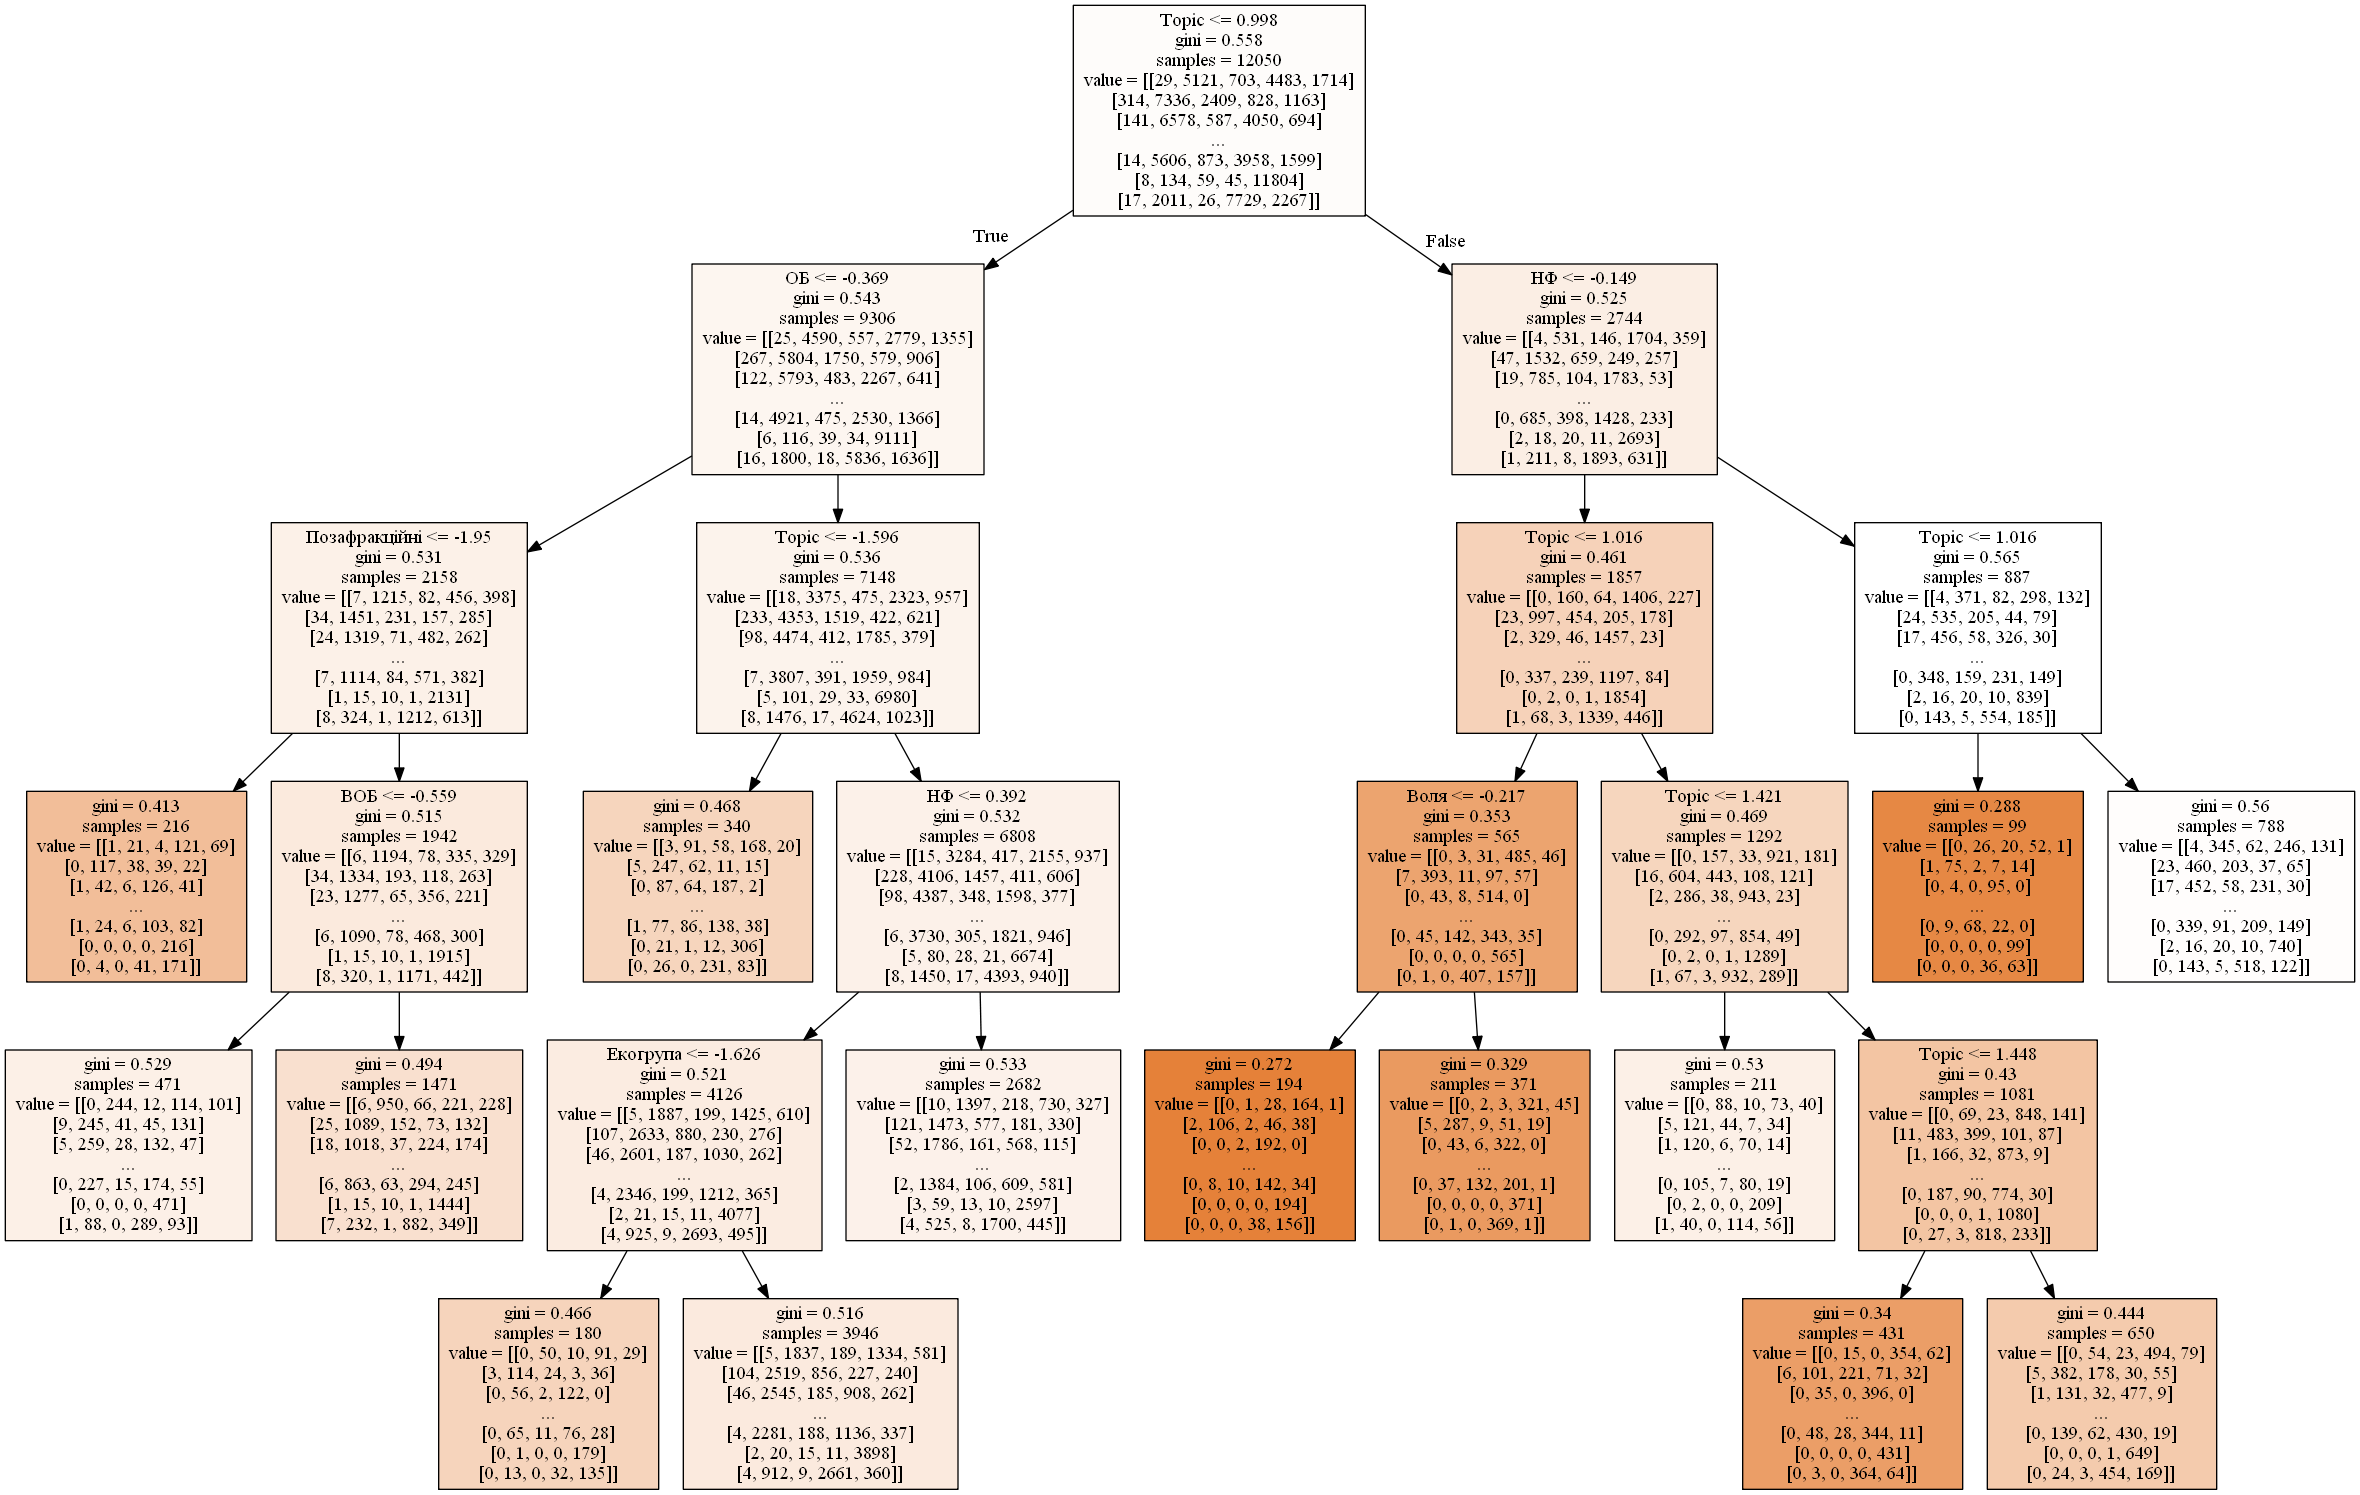 Topic <= 0.998
gini = 0.558
samples = 12050
value = [[29, 5121, 703, 4483, 1714]
[314, 7336, 2409, 828, 1163]
[141, 6578, 587, 4050, 694]
...
[14, 5606, 873, 3958, 1599]
[8, 134, 59, 45, 11804]
[17, 2011, 26, 7729, 2267]]
True
False
ОБ <= -0.369
gini = 0.543
samples = 9306
value = [[25, 4590, 557, 2779, 1355]
[267, 5804, 1750, 579, 906]
[122, 5793, 483, 2267, 641]
...
[14, 4921, 475, 2530, 1366]
[6, 116, 39, 34, 9111]
[16, 1800, 18, 5836, 1636]]
НФ <= -0.149
gini = 0.525
samples = 2744
value = [[4, 531, 146, 1704, 359]
[47, 1532, 659, 249, 257]
[19, 785, 104, 1783, 53]
...
[0, 685, 398, 1428, 233]
[2, 18, 20, 11, 2693]
[1, 211, 8, 1893, 631]]
Позафракційні <= -1.95
gini = 0.531
samples = 2158
value = [[7, 1215, 82, 456, 398]
[34, 1451, 231, 157, 285]
[24, 1319, 71, 482, 262]
...
[7, 1114, 84, 571, 382]
[1, 15, 10, 1, 2131]
[8, 324, 1, 1212, 613]]
Topic <= -1.596
gini = 0.536
samples = 7148
value = [[18, 3375, 475, 2323, 957]
[233, 4353, 1519, 422, 621]
[98, 4474, 412, 1785, 379]
...
[7, 3807, 391, 1959, 984]
[5, 101, 29, 33, 6980]
[8, 1476, 17, 4624, 1023]]
Topic <= 1.016
gini = 0.461
samples = 1857
value = [[0, 160, 64, 1406, 227]
[23, 997, 454, 205, 178]
[2, 329, 46, 1457, 23]
...
[0, 337, 239, 1197, 84]
[0, 2, 0, 1, 1854]
[1, 68, 3, 1339, 446]]
Topic <= 1.016
gini = 0.565
samples = 887
value = [[4, 371, 82, 298, 132]
[24, 535, 205, 44, 79]
[17, 456, 58, 326, 30]
...
[0, 348, 159, 231, 149]
[2, 16, 20, 10, 839]
[0, 143, 5, 554, 185]]
gini = 0.413
samples = 216
value = [[1, 21, 4, 121, 69]
[0, 117, 38, 39, 22]
[1, 42, 6, 126, 41]
...
[1, 24, 6, 103, 82]
[0, 0, 0, 0, 216]
[0, 4, 0, 41, 171]]
ВОБ <= -0.559
gini = 0.515
samples = 1942
value = [[6, 1194, 78, 335, 329]
[34, 1334, 193, 118, 263]
[23, 1277, 65, 356, 221]
...
[6, 1090, 78, 468, 300]
[1, 15, 10, 1, 1915]
[8, 320, 1, 1171, 442]]
gini = 0.468
samples = 340
value = [[3, 91, 58, 168, 20]
[5, 247, 62, 11, 15]
[0, 87, 64, 187, 2]
...
[1, 77, 86, 138, 38]
[0, 21, 1, 12, 306]
[0, 26, 0, 231, 83]]
НФ <= 0.392
gini = 0.532
samples = 6808
value = [[15, 3284, 417, 2155, 937]
[228, 4106, 1457, 411, 606]
[98, 4387, 348, 1598, 377]
...
[6, 3730, 305, 1821, 946]
[5, 80, 28, 21, 6674]
[8, 1450, 17, 4393, 940]]
Воля <= -0.217
gini = 0.353
samples = 565
value = [[0, 3, 31, 485, 46]
[7, 393, 11, 97, 57]
[0, 43, 8, 514, 0]
...
[0, 45, 142, 343, 35]
[0, 0, 0, 0, 565]
[0, 1, 0, 407, 157]]
Topic <= 1.421
gini = 0.469
samples = 1292
value = [[0, 157, 33, 921, 181]
[16, 604, 443, 108, 121]
[2, 286, 38, 943, 23]
...
[0, 292, 97, 854, 49]
[0, 2, 0, 1, 1289]
[1, 67, 3, 932, 289]]
gini = 0.288
samples = 99
value = [[0, 26, 20, 52, 1]
[1, 75, 2, 7, 14]
[0, 4, 0, 95, 0]
...
[0, 9, 68, 22, 0]
[0, 0, 0, 0, 99]
[0, 0, 0, 36, 63]]
gini = 0.56
samples = 788
value = [[4, 345, 62, 246, 131]
[23, 460, 203, 37, 65]
[17, 452, 58, 231, 30]
...
[0, 339, 91, 209, 149]
[2, 16, 20, 10, 740]
[0, 143, 5, 518, 122]]
gini = 0.529
samples = 471
value = [[0, 244, 12, 114, 101]
[9, 245, 41, 45, 131]
[5, 259, 28, 132, 47]
...
[0, 227, 15, 174, 55]
[0, 0, 0, 0, 471]
[1, 88, 0, 289, 93]]
gini = 0.494
samples = 1471
value = [[6, 950, 66, 221, 228]
[25, 1089, 152, 73, 132]
[18, 1018, 37, 224, 174]
...
[6, 863, 63, 294, 245]
[1, 15, 10, 1, 1444]
[7, 232, 1, 882, 349]]
Екогрупа <= -1.626
gini = 0.521
samples = 4126
value = [[5, 1887, 199, 1425, 610]
[107, 2633, 880, 230, 276]
[46, 2601, 187, 1030, 262]
...
[4, 2346, 199, 1212, 365]
[2, 21, 15, 11, 4077]
[4, 925, 9, 2693, 495]]
gini = 0.533
samples = 2682
value = [[10, 1397, 218, 730, 327]
[121, 1473, 577, 181, 330]
[52, 1786, 161, 568, 115]
...
[2, 1384, 106, 609, 581]
[3, 59, 13, 10, 2597]
[4, 525, 8, 1700, 445]]
gini = 0.272
samples = 194
value = [[0, 1, 28, 164, 1]
[2, 106, 2, 46, 38]
[0, 0, 2, 192, 0]
...
[0, 8, 10, 142, 34]
[0, 0, 0, 0, 194]
[0, 0, 0, 38, 156]]
gini = 0.329
samples = 371
value = [[0, 2, 3, 321, 45]
[5, 287, 9, 51, 19]
[0, 43, 6, 322, 0]
...
[0, 37, 132, 201, 1]
[0, 0, 0, 0, 371]
[0, 1, 0, 369, 1]]
gini = 0.53
samples = 211
value = [[0, 88, 10, 73, 40]
[5, 121, 44, 7, 34]
[1, 120, 6, 70, 14]
...
[0, 105, 7, 80, 19]
[0, 2, 0, 0, 209]
[1, 40, 0, 114, 56]]
Topic <= 1.448
gini = 0.43
samples = 1081
value = [[0, 69, 23, 848, 141]
[11, 483, 399, 101, 87]
[1, 166, 32, 873, 9]
...
[0, 187, 90, 774, 30]
[0, 0, 0, 1, 1080]
[0, 27, 3, 818, 233]]
gini = 0.466
samples = 180
value = [[0, 50, 10, 91, 29]
[3, 114, 24, 3, 36]
[0, 56, 2, 122, 0]
...
[0, 65, 11, 76, 28]
[0, 1, 0, 0, 179]
[0, 13, 0, 32, 135]]
gini = 0.516
samples = 3946
value = [[5, 1837, 189, 1334, 581]
[104, 2519, 856, 227, 240]
[46, 2545, 185, 908, 262]
...
[4, 2281, 188, 1136, 337]
[2, 20, 15, 11, 3898]
[4, 912, 9, 2661, 360]]
gini = 0.34
samples = 431
value = [[0, 15, 0, 354, 62]
[6, 101, 221, 71, 32]
[0, 35, 0, 396, 0]
...
[0, 48, 28, 344, 11]
[0, 0, 0, 0, 431]
[0, 3, 0, 364, 64]]
gini = 0.444
samples = 650
value = [[0, 54, 23, 494, 79]
[5, 382, 178, 30, 55]
[1, 131, 32, 477, 9]
...
[0, 139, 62, 430, 19]
[0, 0, 0, 1, 649]
[0, 24, 3, 454, 169]]